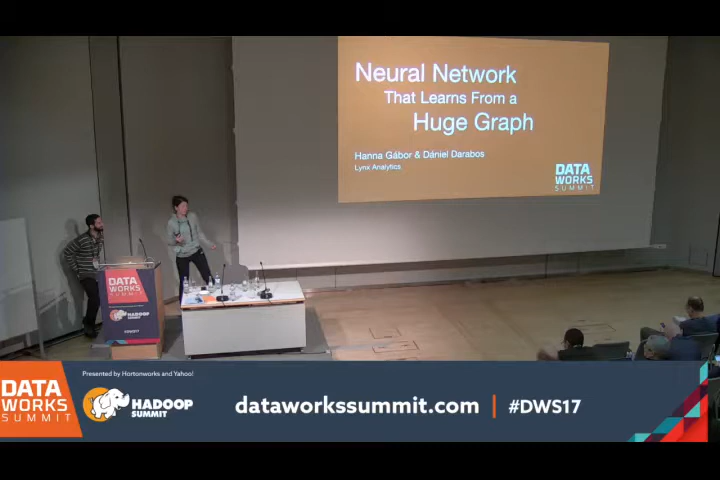 Neural Network
That Learns From a
Huge Graph
Hanna Gábor & Dániel Darabos
Lynx Analytics
DATA
WORKS
SUMMIT
DATA
WORKS
SUMMIT
HADOOP
SUMMIT
Presented by Hortonworks and Yahoo!
DATA
WORKS
SUMMIT
HADOOP
SUMMIT
dataworkssummit.com | #DWS17